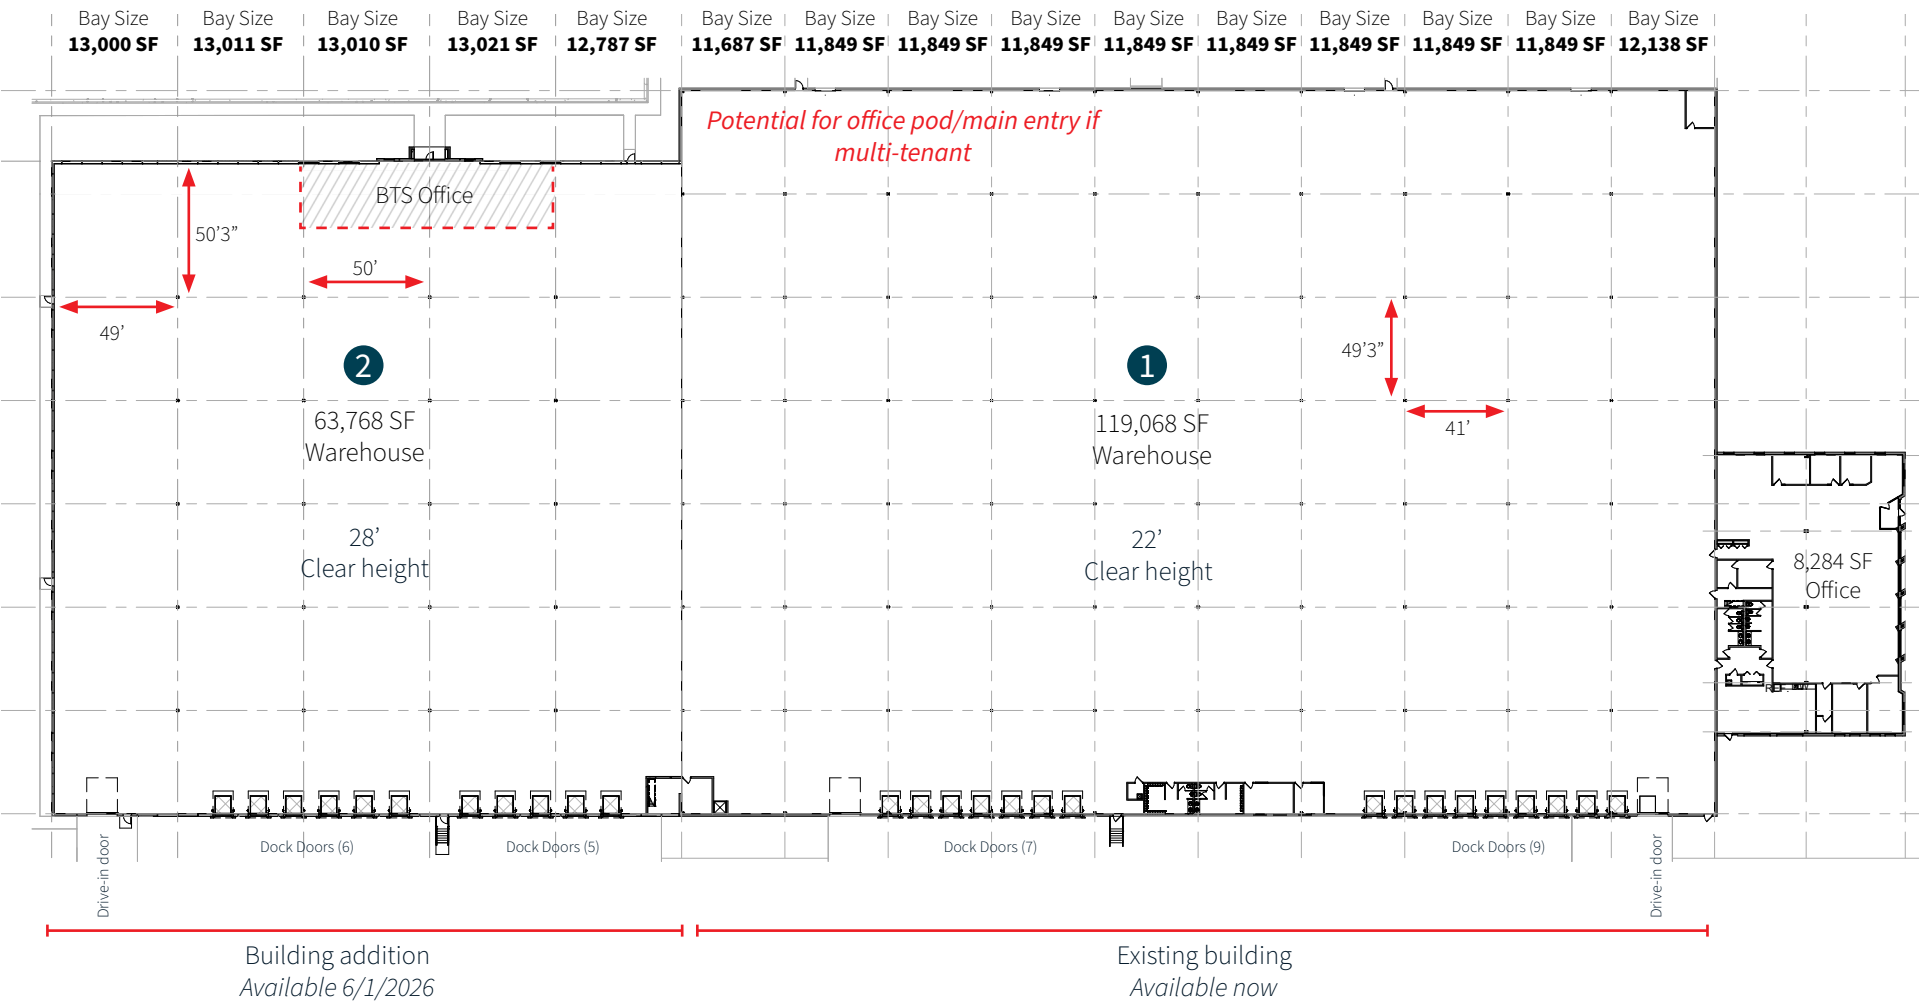 Bay Size
13,000 SF
Bay Size
13,011 SF
Bay Size
13,010 SF
Bay Size
13,021 SF
Bay Size
12,787 SF
Bay Size
11,687 SF
Bay Size
11,849 SF
Bay Size
11,849 SF
Bay Size
11,849 SF
Bay Size
11,849 SF
Bay Size
11,849 SF
Bay Size
11,849 SF
Bay Size
11,849 SF
Bay Size
11,849 SF
Bay Size
12,138 SF
Potential for office pod/main entry if
multi-tenant
BTS Office
50’3”
50’
49’
2
63,768 SF
Warehouse
28’
Clear height
1
119,068 SF
Warehouse
22’
Clear height
49’3”
41’
8,284 SF
Office
Drive-in door
Dock Doors (6)
Dock Doors (5)
Dock Doors (7)
Dock Doors (9)
Drive-in door
Building addition
Available 6/1/2026
Existing building
Available now